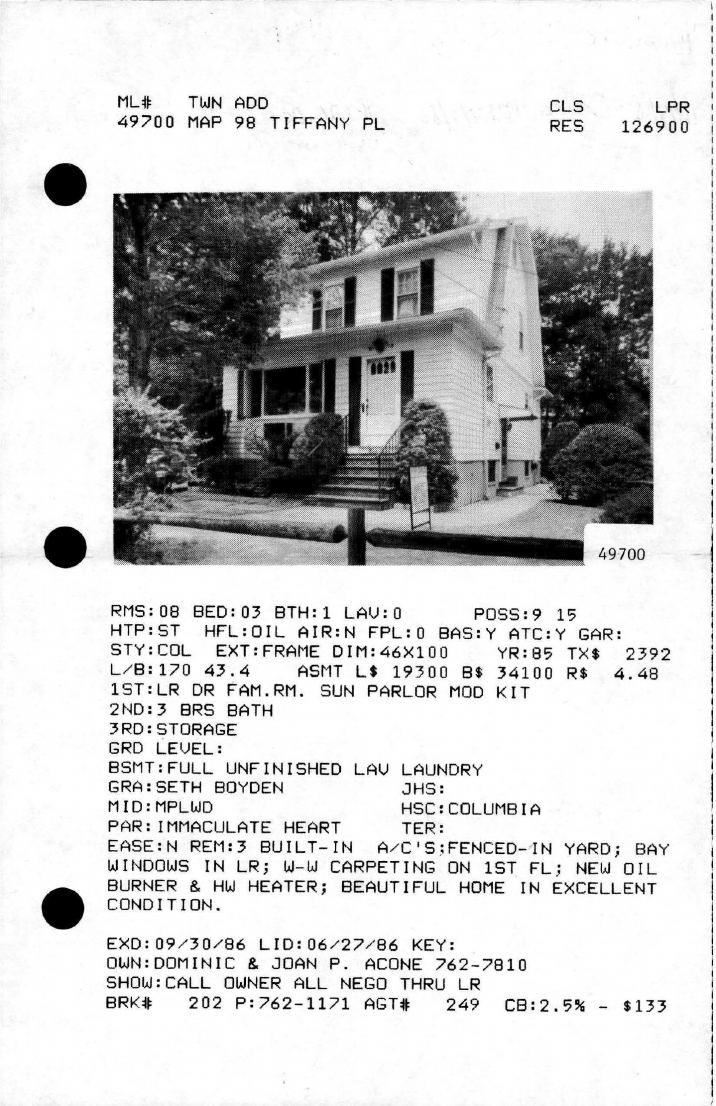 ML#   TWN ADD   CLS   LPR
49700 MAP 98 TIFFANY PL   RES   126900
49700
RMS:08 BED:03 BTH:1 LAV:0   POSS:9 15
HTP:ST  HFL:OIL AIR:N FPL:0 BAS:Y ATC:Y GAR:
STY:COL  EXT:FRAME DIM:46X100   YR:85 TX$  2392
L/B:170 43.4   ASMT L$ 19300 B$ 34100 R$  4.48
1ST:LR DR FAM.RM. SUN PARLOR MOD KIT
2ND:3 BRS BATH
3RD:STORAGE
GRD LEVEL:
BSMT:FULL UNFINISHED LAV LAUNDRY
GRA:SETH BOYDEN   JHS:
MID:MPLWD   HSC:COLUMBIA
PAR:IMMACULATE HEART   TER:
EASE:N REM:3 BUILT-IN  A/C'S;FENCED-IN YARD; BAY
WINDOWS IN LR; W-W CARPETING ON 1ST FL; NEW OIL
BURNER & HW HEATER; BEAUTIFUL HOME IN EXCELLENT
CONDITION.
EXD:09/30/86 LID:06/27/86 KEY:
OWN:DOMINIC & JOAN P. ACONE 762-7810
SHOW:CALL OWNER ALL NEGO THRU LR
BRK#   202 P:762-1171 AGT#   249  CB:2.5% - $133